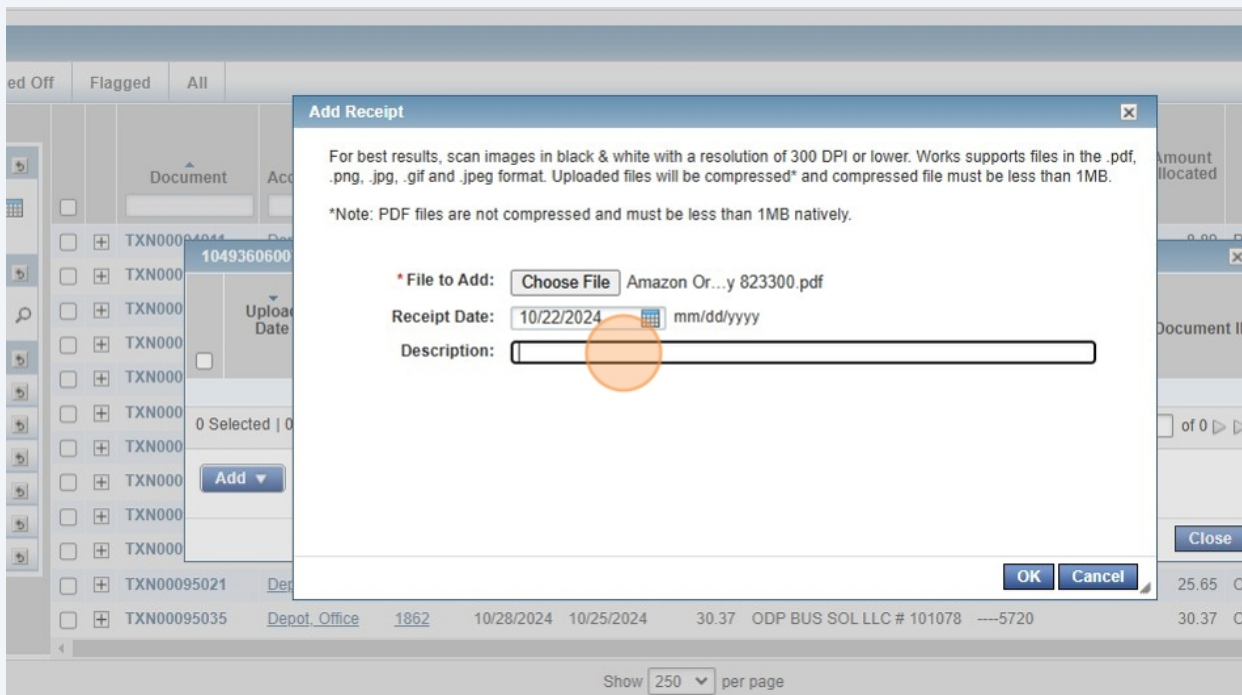 ed Off Flagged All
Add Receipt
For best results, scan images in black & white with a resolution of 300 DPI or lower. Works supports files in the .pdf,
.png, .jpg, .gif and .jpeg format. Uploaded files will be compressed* and compressed file must be less than 1MB.
*Note: PDF files are not compressed and must be less than 1MB natively.
* File to Add: Choose File Amazon Or...y 823300.pdf
Receipt Date: 10/22/2024 mm/dd/yyyy
Description:
OK Cancel
Document Acc
Amount
llocated
1049360600
Upload
Date
Document I
0 Selected | 0
of 0
Add
Close
TXN00094011
TXN000
TXN000
TXN000
TXN000
TXN000
TXN000
TXN000
TXN000
TXN000
TXN00095021 Dep 25.65
TXN00095035 Depot, Office 1862 10/28/2024 10/25/2024 30.37 ODP BUS SOL LLC # 101078 ----5720 30.37
Show 250 per page